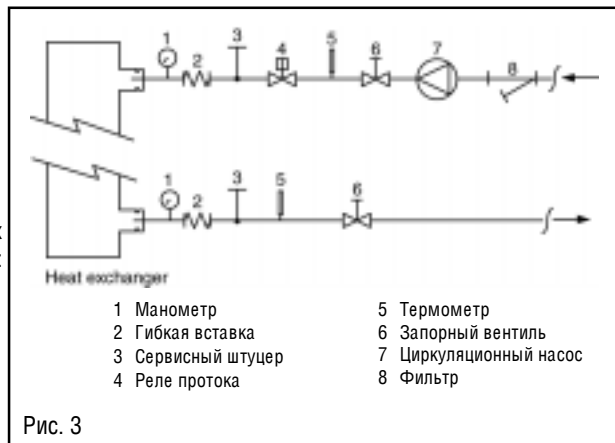 1 2 3 4 5 6 7 8
1 2 3 5 6
Heat exchanger
1 Манометр
2 Гибкая вставка
3 Сервисный штуцер
4 Реле протока
5 Термометр
6 Запорный вентиль
7 Циркуляционный насос
8 Фильтр
Рис. 3